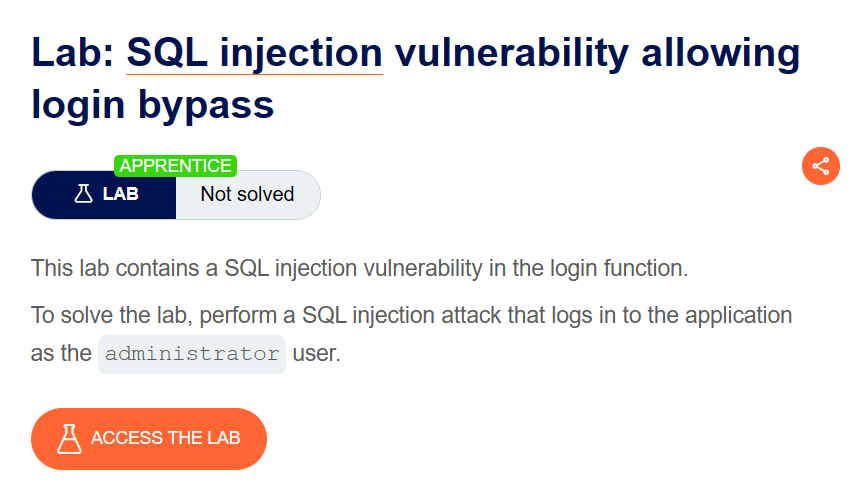 Lab: SQL injection vulnerability allowing
login bypass
APPRENTICE
LAB Not solved
This lab contains a SQL injection vulnerability in the login function.
To solve the lab, perform a SQL injection attack that logs in to the application
as the administrator user.
ACCESS THE LAB